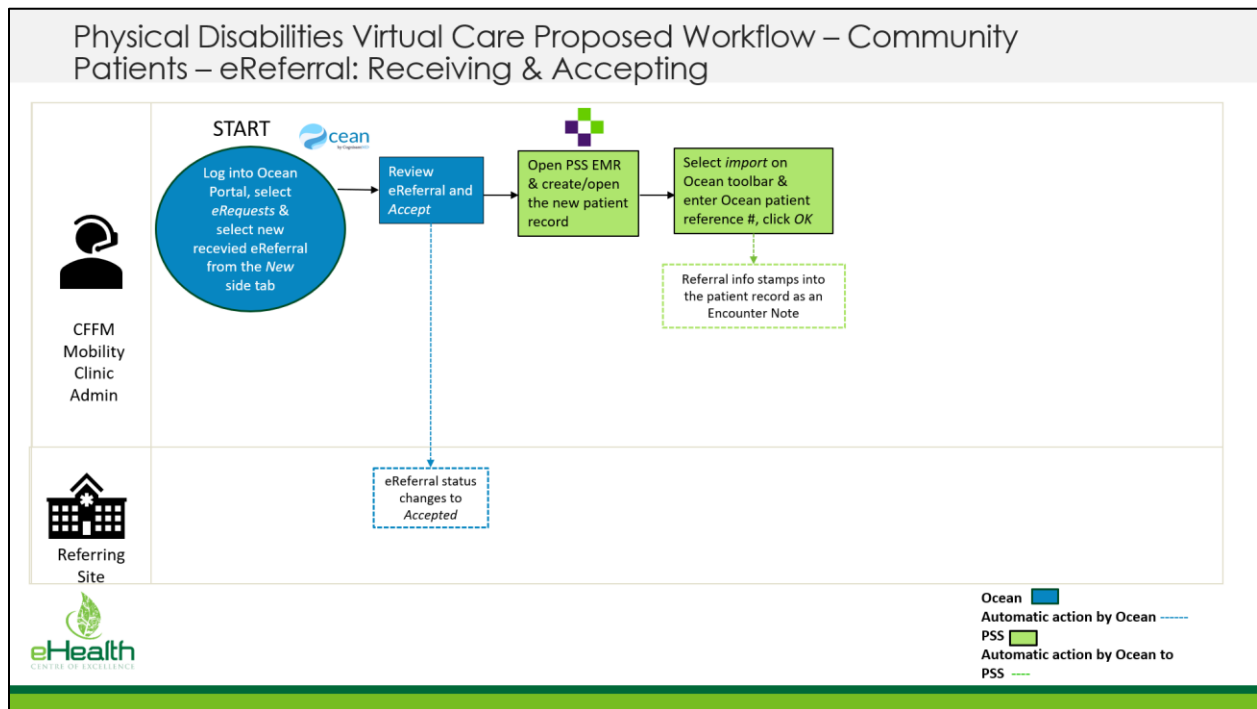 Physical Disabilities Virtual Care Proposed Workflow – Community
Patients – eReferral: Receiving & Accepting
START
cean
Log into Ocean
Portal, select
eRequests &
select new
recevied eReferral
from the New
side tab
Review
eReferral and
Accept
Open PSS EMR
& create/open
the new patient
record
Select import on
Ocean toolbar &
enter Ocean patient
reference #, click OK
Referral info stamps into
the patient record as an
Encounter Note
CFFM
Mobility
Clinic
Admin
eReferral status
changes to
Accepted
Referring
Site
eHealth
CENTRE OF EXCELLENCE
Ocean
Automatic action by Ocean ------
PSS
Automatic action by Ocean to
PSS ----